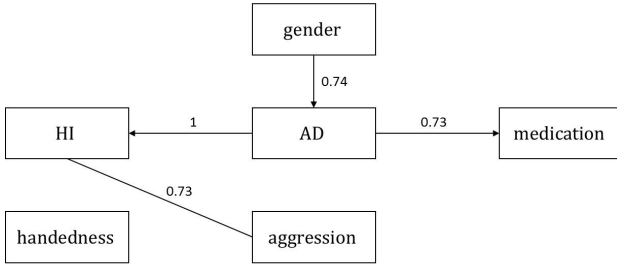 gender
0.74
HI
1
AD
0.73
medication
0.73
handedness
aggression